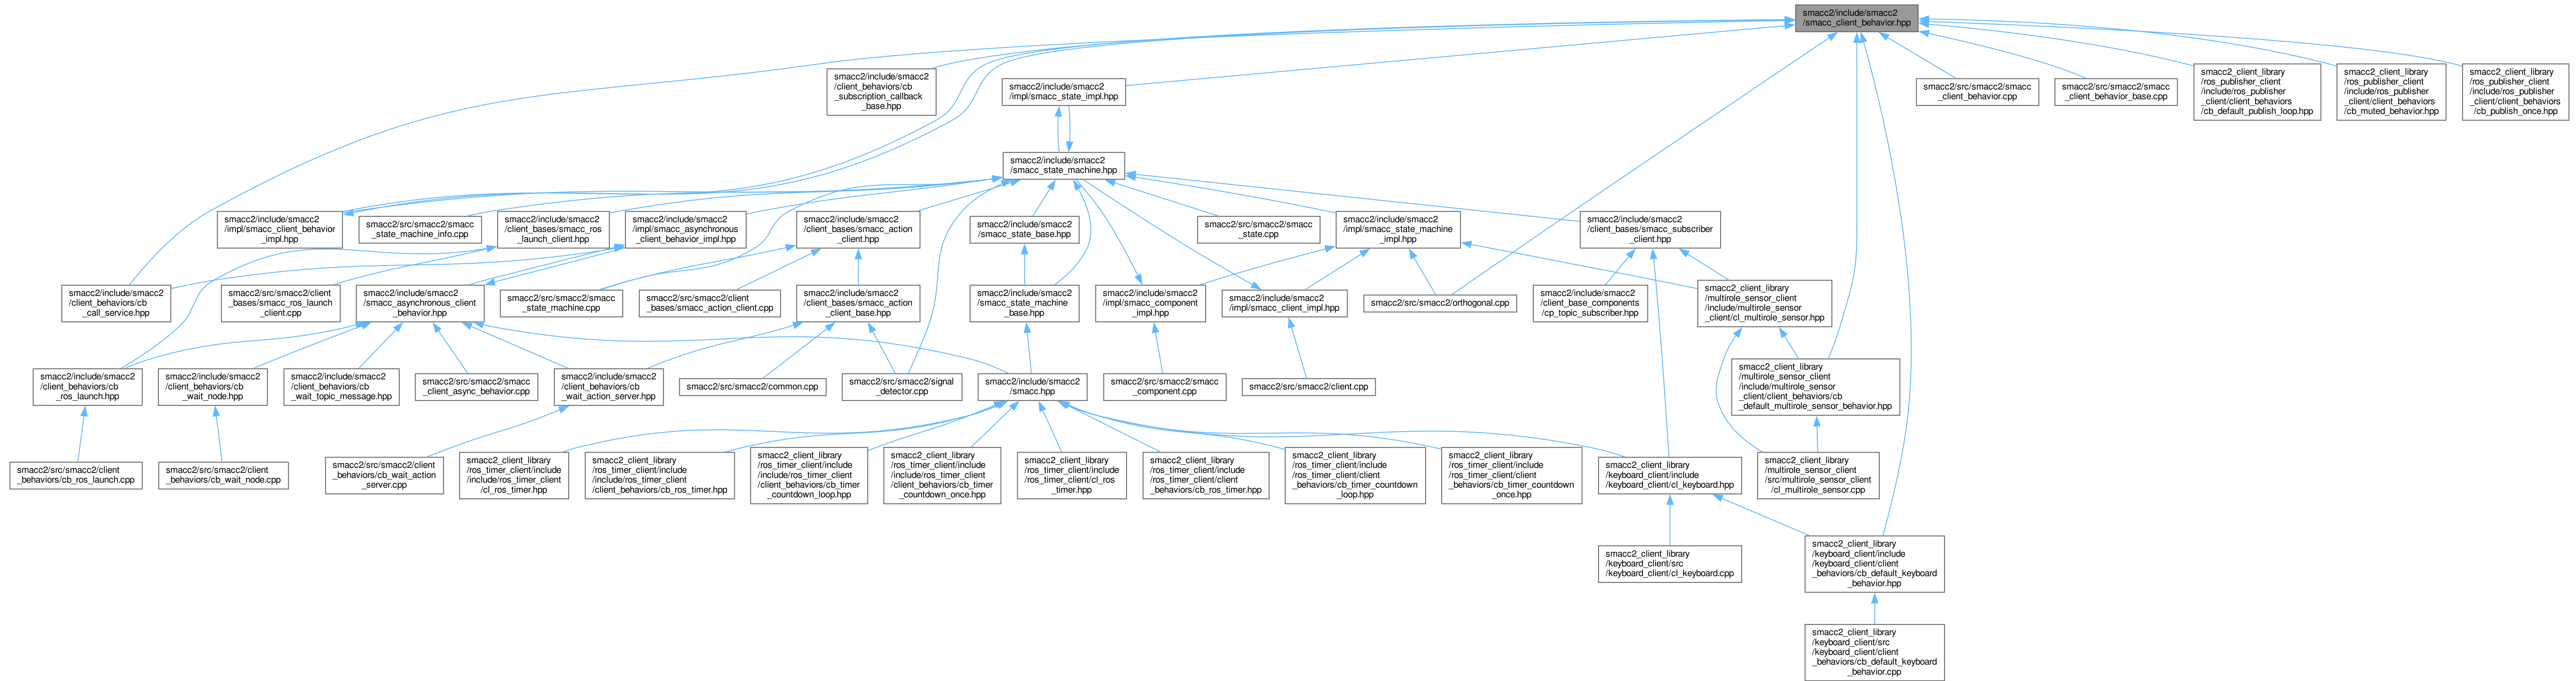 smacc2/include/smacc2
/smacc_client_behavior.hpp
smacc2/include/smacc2
/client_behaviors/cb
_subscription_callback
_base.hpp
smacc2/include/smacc2
/impl/smacc_state_impl.hpp
smacc2/src/smacc2/smacc
_client_behavior.cpp
smacc2/src/smacc2/smacc
_client_behavior_base.cpp
smacc2_client_library
/ros_publisher_client
/include/ros_publisher
_client/client_behaviors
/cb_default_publish_loop.hpp
smacc2_client_library
/ros_publisher_client
/include/ros_publisher
_client/client_behaviors
/cb_muted_behavior.hpp
smacc2_client_library
/ros_publisher_client
/include/ros_publisher
_client/client_behaviors
/cb_publish_once.hpp
smacc2/include/smacc2
/smacc_state_machine.hpp
smacc2/include/smacc2
/impl/smacc_client_behavior
_impl.hpp
smacc2/src/smacc2/smacc
_state_machine_info.cpp
smacc2/include/smacc2
/client_bases/smacc_ros
_launch_client.hpp
smacc2/include/smacc2
/impl/smacc_asynchronous
_client_behavior_impl.hpp
smacc2/include/smacc2
/client_bases/smacc_action
_client.hpp
smacc2/include/smacc2
/smacc_state_base.hpp
smacc2/src/smacc2/smacc
_state.cpp
smacc2/include/smacc2
/impl/smacc_state_machine
_impl.hpp
smacc2/include/smacc2
/client_bases/smacc_subscriber
_client.hpp
smacc2/include/smacc2
/client_behaviors/cb
_call_service.hpp
smacc2/src/smacc2/client
_bases/smacc_ros_launch
_client.cpp
smacc2/include/smacc2
/smacc_asynchronous_client
_behavior.hpp
smacc2/src/smacc2/smacc
_state_machine.cpp
smacc2/src/smacc2/client
_bases/smacc_action_client.cpp
smacc2/include/smacc2
/client_bases/smacc_action
_client_base.hpp
smacc2/include/smacc2
/smacc_state_machine
_base.hpp
smacc2/include/smacc2
/impl/smacc_component
_impl.hpp
smacc2/include/smacc2
/impl/smacc_client_impl.hpp
smacc2/src/smacc2/orthogonal.cpp
smacc2/include/smacc2
/client_base_components
/cp_topic_subscriber.hpp
smacc2_client_library
/multirole_sensor_client
/include/multirole_sensor
_client/cl_multirole_sensor.hpp
smacc2/include/smacc2
/client_behaviors/cb
_ros_launch.hpp
smacc2/include/smacc2
/client_behaviors/cb
_wait_node.hpp
smacc2/include/smacc2
/client_behaviors/cb
_wait_topic_message.hpp
smacc2/src/smacc2/smacc
_client_async_behavior.cpp
smacc2/include/smacc2
/client_behaviors/cb
_wait_action_server.hpp
smacc2/src/smacc2/common.cpp
smacc2/src/smacc2/signal
_detector.cpp
smacc2/include/smacc2
/smacc.hpp
smacc2/src/smacc2/smacc
_component.cpp
smacc2/src/smacc2/client.cpp
smacc2_client_library
/multirole_sensor_client
/include/multirole_sensor
_client/client_behaviors/cb
_default_multirole_sensor_behavior.hpp
smacc2/src/smacc2/client
_behaviors/cb_ros_launch.cpp
smacc2/src/smacc2/client
_behaviors/cb_wait_node.cpp
smacc2/src/smacc2/client
_behaviors/cb_wait_action
_server.cpp
smacc2_client_library
/ros_timer_client/include
/include/ros_timer_client
/cl_ros_timer.hpp
smacc2_client_library
/ros_timer_client/include
/include/ros_timer_client
/client_behaviors/cb_ros_timer.hpp
smacc2_client_library
/ros_timer_client/include
/include/ros_timer_client
/client_behaviors/cb_timer
_countdown_loop.hpp
smacc2_client_library
/ros_timer_client/include
/include/ros_timer_client
/client_behaviors/cb_timer
_countdown_once.hpp
smacc2_client_library
/ros_timer_client/include
/ros_timer_client/cl_ros
_timer.hpp
smacc2_client_library
/ros_timer_client/include
/ros_timer_client/client
_behaviors/cb_ros_timer.hpp
smacc2_client_library
/ros_timer_client/include
/ros_timer_client/client
_behaviors/cb_timer_countdown
_loop.hpp
smacc2_client_library
/ros_timer_client/include
/ros_timer_client/client
_behaviors/cb_timer_countdown
_once.hpp
smacc2_client_library
/keyboard_client/include
/keyboard_client/cl_keyboard.hpp
smacc2_client_library
/multirole_sensor_client
/src/multirole_sensor_client
/cl_multirole_sensor.cpp
smacc2_client_library
/keyboard_client/src
/keyboard_client/cl_keyboard.cpp
smacc2_client_library
/keyboard_client/include
/keyboard_client/client
_behaviors/cb_default_keyboard
_behavior.hpp
smacc2_client_library
/keyboard_client/src
/keyboard_client/client
_behaviors/cb_default_keyboard
_behavior.cpp